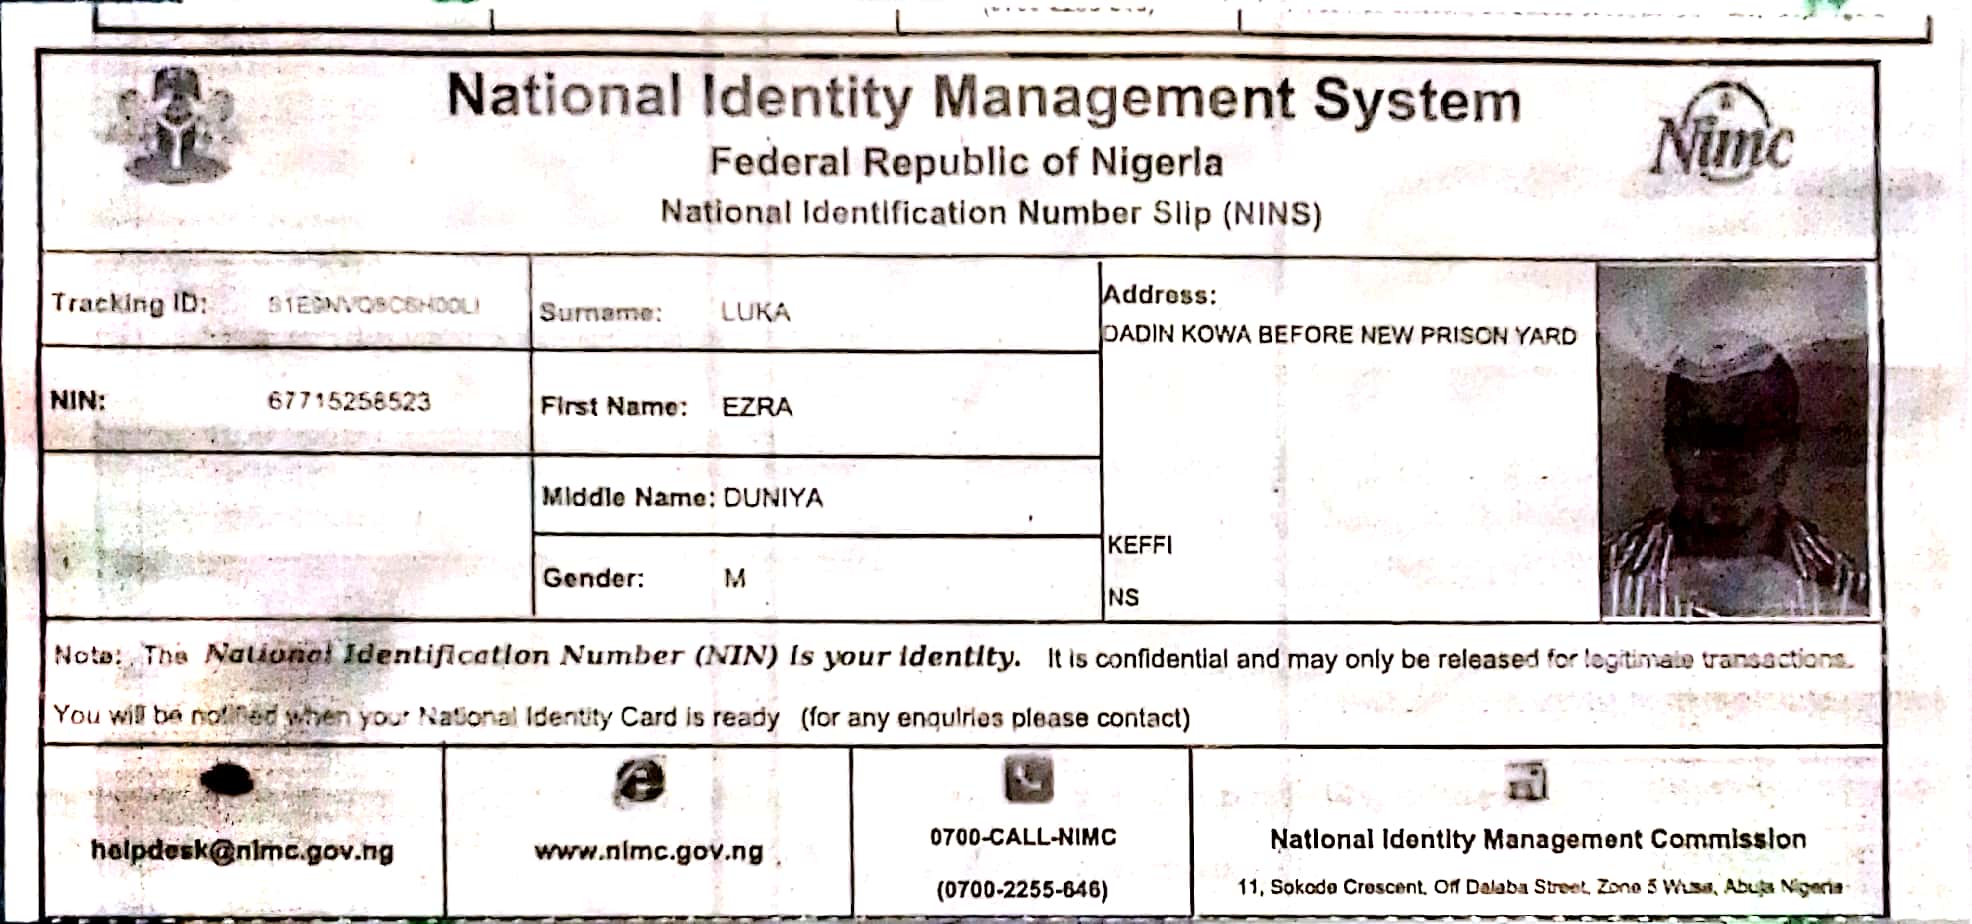 National Identity Management System
Federal Republic of Nigeria
National Identification Number Slip (NINS)
Nimc
Tracking ID:
Surname: LUKA
Address:
DADIN KOWA BEFORE NEW PRISON YARD
NIN: 67715258523
First Name: EZRA
Middle Name: DUNIYA
KEFFI
Gender: M
NS
Note: The National Identification Number (NIN) is your identity. It is confidential and may only be released for legitimate transactions.
You will be notified when your National Identity Card is ready (for any enquiries please contact)
helpdesk@nimc.gov.ng
www.nimc.gov.ng
0700-CALL-NIMC
(0700-2255-646)
National Identity Management Commission
11, Sokode Crescent, Off Dalaba Street, Zone 5 Wuse, Abuja Nigeria